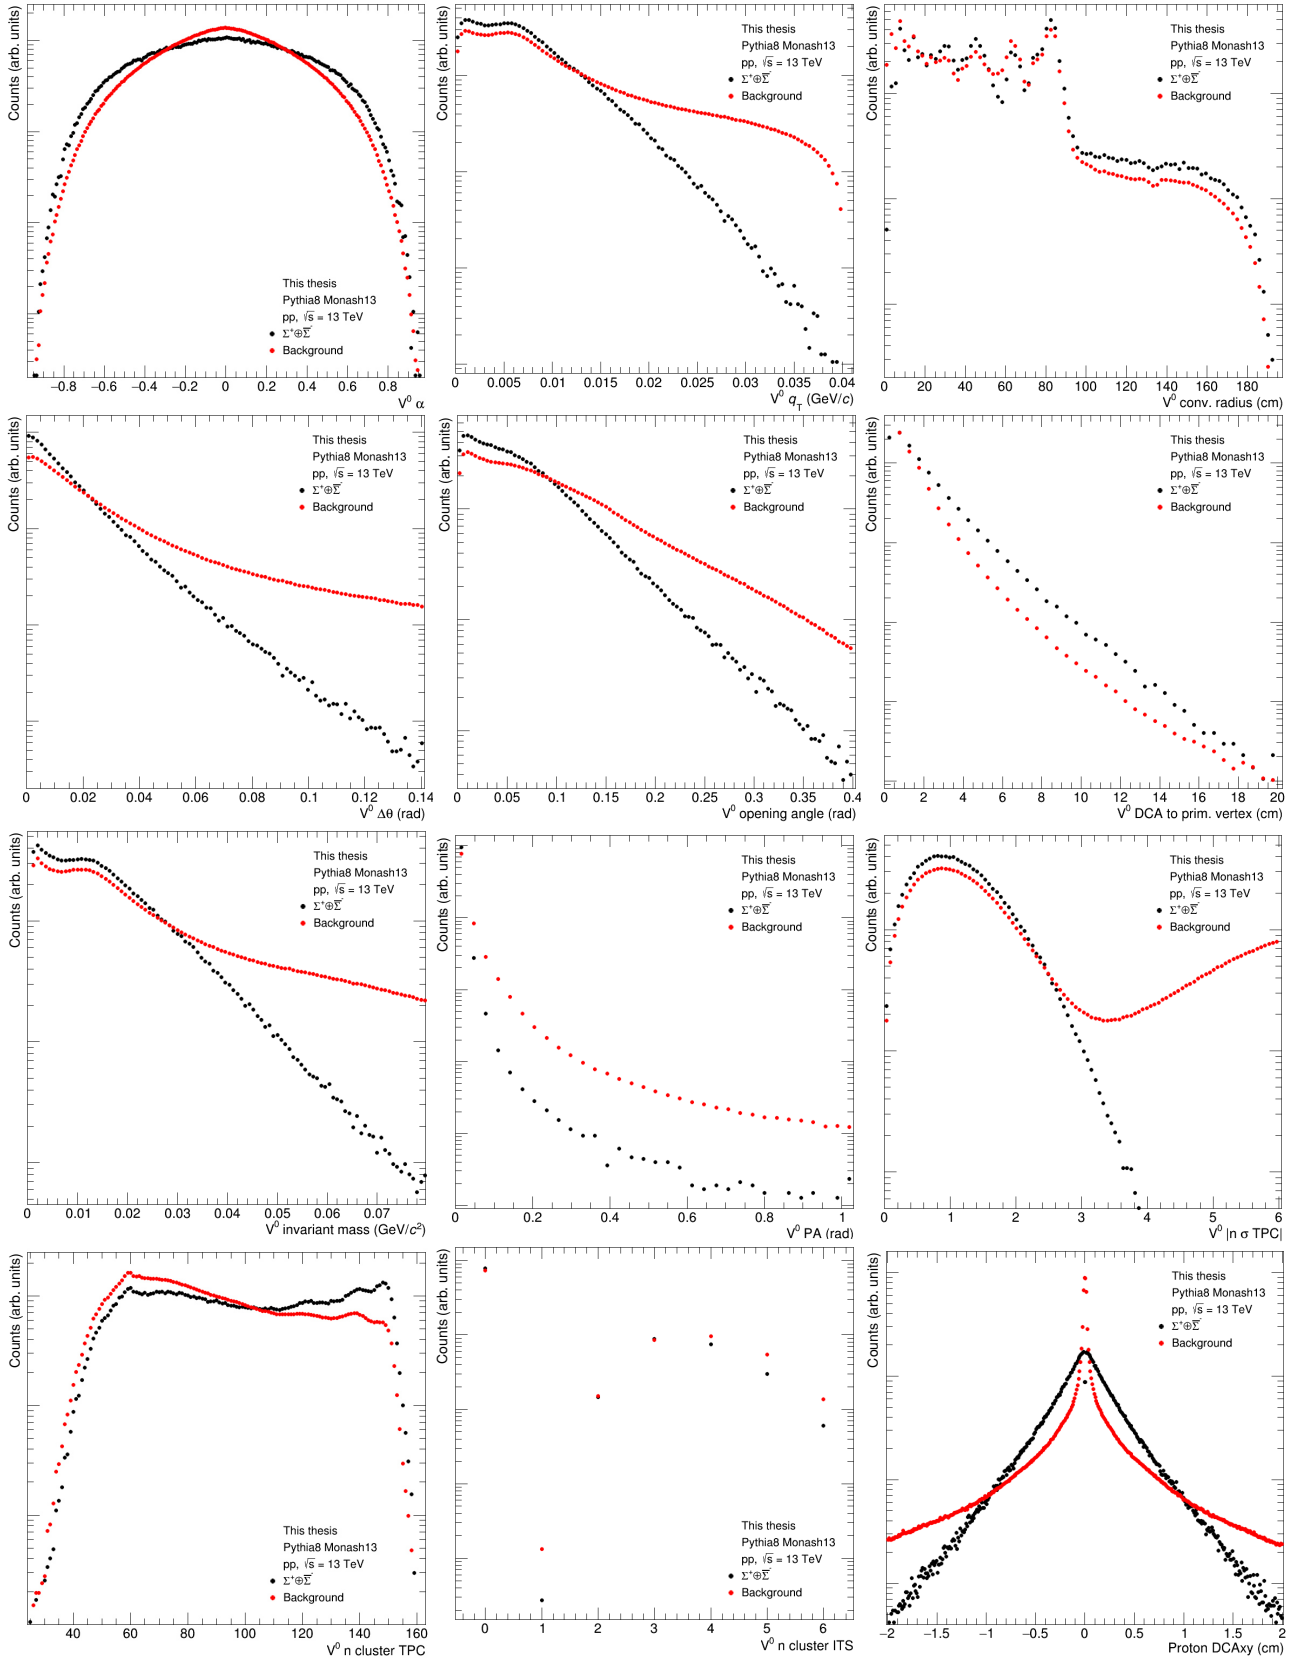 Counts (arb. units)
This thesis
Pythia8 Monash13
pp, √s = 13 TeV
Σ⁺⊕Σ̅⁻
Background
−0.8 −0.6 −0.4 −0.2 0 0.2 0.4 0.6 0.8
V⁰ α
Counts (arb. units)
This thesis
Pythia8 Monash13
pp, √s = 13 TeV
Σ⁺⊕Σ̅⁻
Background
0 0.005 0.01 0.015 0.02 0.025 0.03 0.035 0.04
V⁰ q_T (GeV/c)
Counts (arb. units)
This thesis
Pythia8 Monash13
pp, √s = 13 TeV
Σ⁺⊕Σ̅⁻
Background
0 20 40 60 80 100 120 140 160 180
V⁰ conv. radius (cm)
Counts (arb. units)
This thesis
Pythia8 Monash13
pp, √s = 13 TeV
Σ⁺⊕Σ̅⁻
Background
0 0.02 0.04 0.06 0.08 0.1 0.12 0.14
V⁰ Δθ (rad)
Counts (arb. units)
This thesis
Pythia8 Monash13
pp, √s = 13 TeV
Σ⁺⊕Σ̅⁻
Background
0 0.05 0.1 0.15 0.2 0.25 0.3 0.35 0.4
V⁰ opening angle (rad)
Counts (arb. units)
This thesis
Pythia8 Monash13
pp, √s = 13 TeV
Σ⁺⊕Σ̅⁻
Background
2 4 6 8 10 12 14 16 18 20
V⁰ DCA to prim. vertex (cm)
Counts (arb. units)
This thesis
Pythia8 Monash13
pp, √s = 13 TeV
Σ⁺⊕Σ̅⁻
Background
0 0.01 0.02 0.03 0.04 0.05 0.06 0.07
V⁰ invariant mass (GeV/c²)
Counts (arb. units)
This thesis
Pythia8 Monash13
pp, √s = 13 TeV
Σ⁺⊕Σ̅⁻
Background
0 0.2 0.4 0.6 0.8 1
V⁰ PA (rad)
Counts (arb. units)
This thesis
Pythia8 Monash13
pp, √s = 13 TeV
Σ⁺⊕Σ̅⁻
Background
0 1 2 3 4 5 6
V⁰ |n σ TPC|
Counts (arb. units)
This thesis
Pythia8 Monash13
pp, √s = 13 TeV
Σ⁺⊕Σ̅⁻
Background
40 60 80 100 120 140 160
V⁰ n cluster TPC
Counts (arb. units)
This thesis
Pythia8 Monash13
pp, √s = 13 TeV
Σ⁺⊕Σ̅⁻
Background
0 1 2 3 4 5 6
V⁰ n cluster ITS
Counts (arb. units)
This thesis
Pythia8 Monash13
pp, √s = 13 TeV
Σ⁺⊕Σ̅⁻
Background
−2 −1.5 −1 −0.5 0 0.5 1 1.5 2
Proton DCAxy (cm)